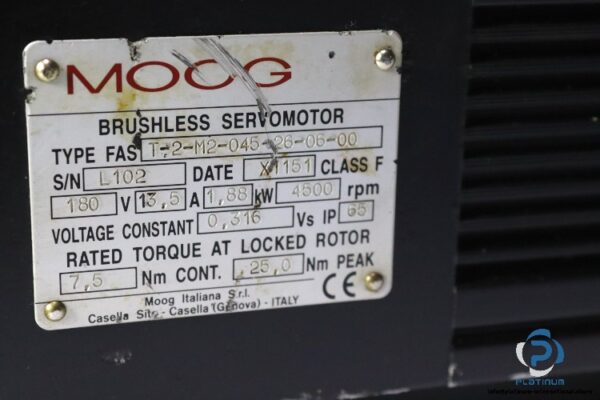 MOOG
BRUSHLESS SERVOMOTOR
TYPE FAS T-2-M2-045-26-06-00
S/N L102 DATE X1151 CLASS F
180 V 13,5 A 1,88 kW 4500 rpm
VOLTAGE CONSTANT 0,316 Vs IP 65
RATED TORQUE AT LOCKED ROTOR
7,5 Nm CONT. 25,0 Nm PEAK
Moog Italiana S.r.l. CE
Casella Sito - Casella (Genova) - ITALY
PLATINUM